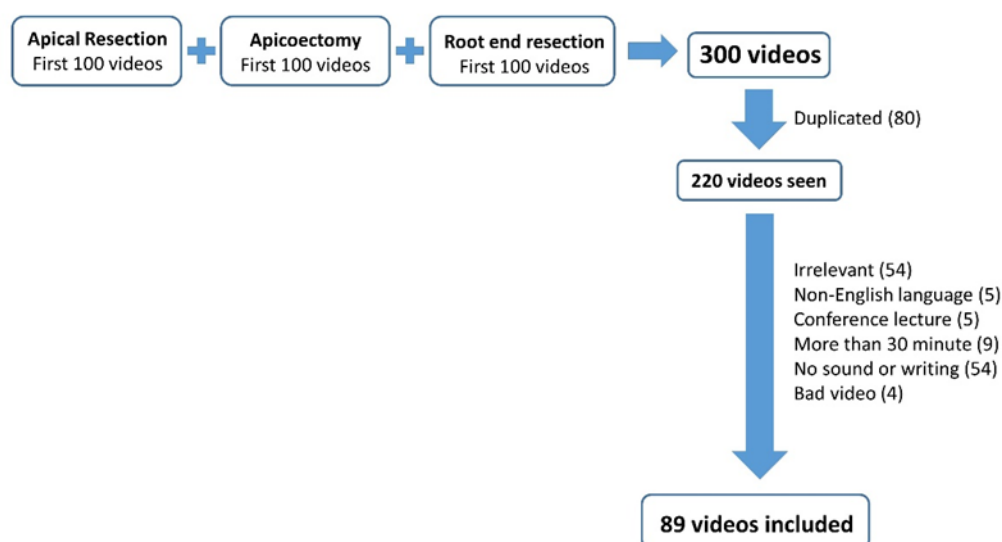 Apical Resection
First 100 videos
Apicoectomy
First 100 videos
Root end resection
First 100 videos
300 videos
Duplicated (80)
220 videos seen
Irrelevant (54)
Non-English language (5)
Conference lecture (5)
More than 30 minute (9)
No sound or writing (54)
Bad video (4)
89 videos included